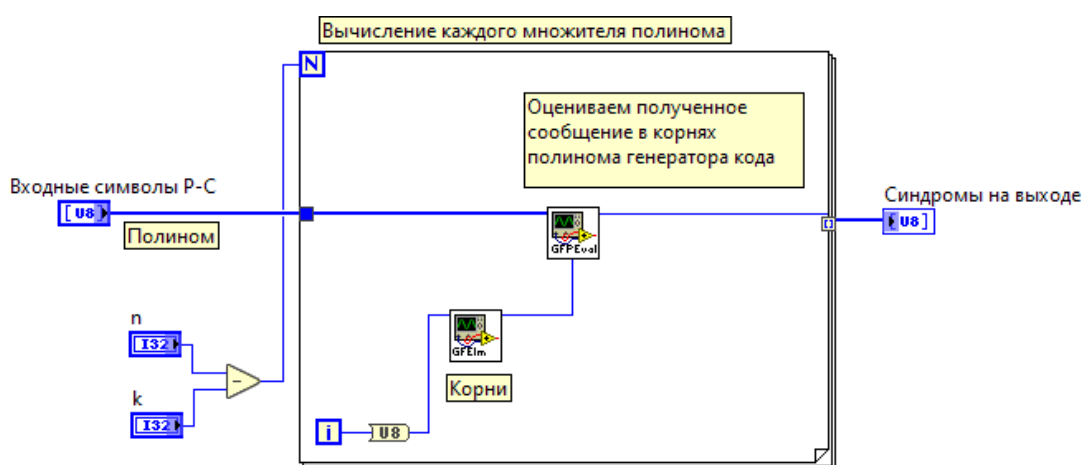 Вычисление каждого множителя полинома
N
Оцениваем полученное
сообщение в корнях
полинома генератора кода
Входные символы Р-С
[U8]
Полином
GFPEval
Синдромы на выходе
[U8]
n
I32
k
I32
GFElm
Корни
i
U8